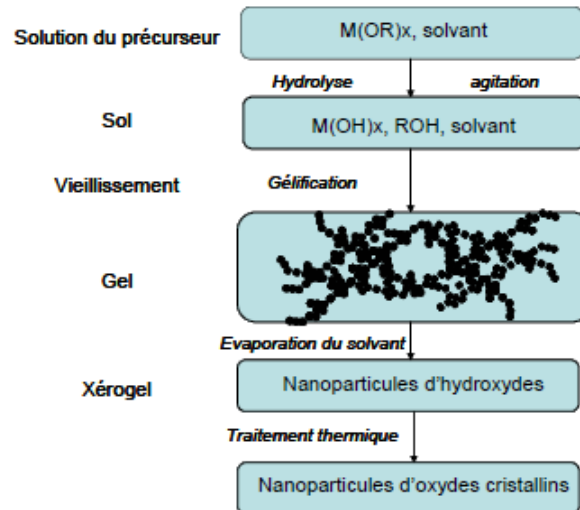 Solution du précurseur
M(OR)x, solvant
Hydrolyse
agitation
Sol
M(OH)x, ROH, solvant
Vieillissement
Gélification
Gel
Evaporation du solvant
Xérogel
Nanoparticules d'hydroxydes
Traitement thermique
Nanoparticules d'oxydes cristallins